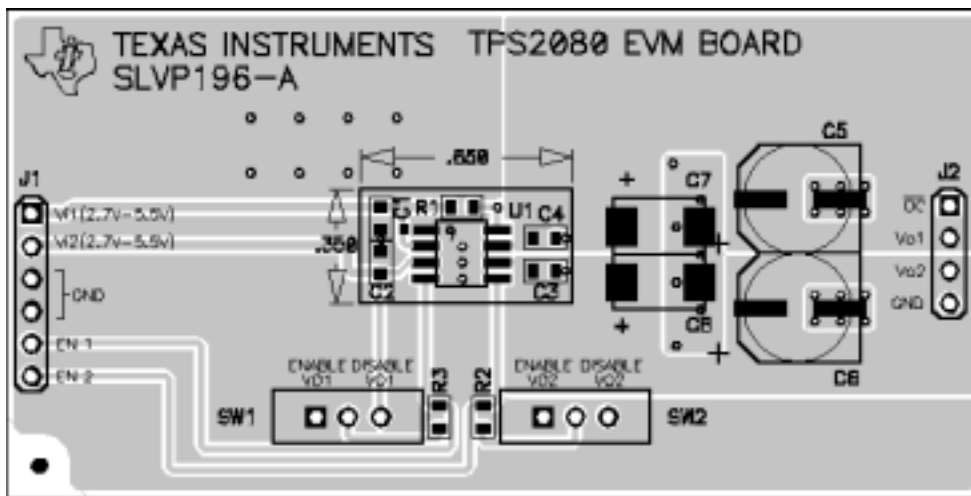 TEXAS INSTRUMENTS TPS2080 EVM BOARD
SLVP196-A
C5
.650
J1
C7
J2
Vi1(2.7V-5.5V)
C1
R1
U1
C4
OC
Vi2(2.7V-5.5V)
.350
Vo1
C2
C3
Vo2
GND
C8
GND
EN 1
EN 2
ENABLE DISABLE
VO1 VO1
R3
R2
ENABLE DISABLE
VO2 VO2
C6
SW1
SW2